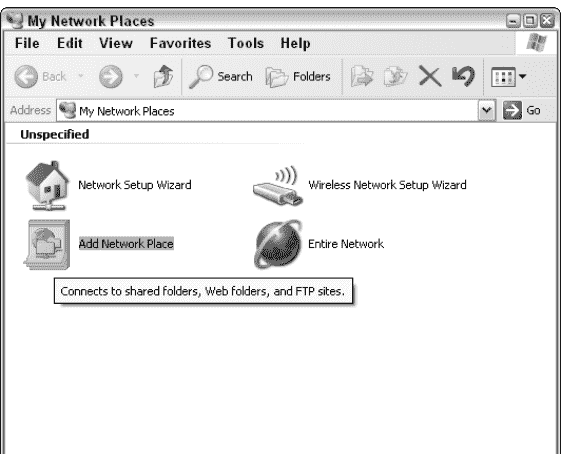 My Network Places
File Edit View Favorites Tools Help
Back Search Folders
Address My Network Places Go
Unspecified
Network Setup Wizard Wireless Network Setup Wizard
Add Network Place Entire Network
Connects to shared folders, Web folders, and FTP sites.